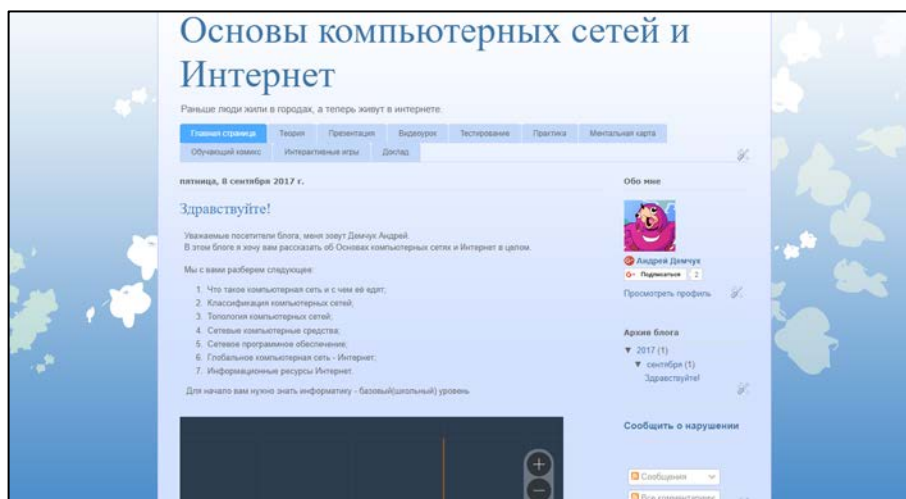 Основы компьютерных сетей и
Интернет
Раньше люди жили в городах, а теперь живут в интернете.
Главная страница Теория Презентация Видеоурок Тестирование Практика Ментальная карта
Обучающий комикс Интерактивные игры Доклад
пятница, 8 сентября 2017 г.
Здравствуйте!
Уважаемые посетители блога, меня зовут Демчук Андрей.
В этом блоге я хочу вам рассказать об Основах компьютерных сетях и Интернет в целом.
Мы с вами разберем следующее:
1. Что такое компьютерная сеть и с чем её едят;
2. Классификация компьютерных сетей;
3. Топология компьютерных сетей;
4. Сетевые компьютерные средства;
5. Сетевое программное обеспечение;
6. Глобальное компьютерная сеть - Интернет;
7. Информационные ресурсы Интернет.
Для начало вам нужно знать информатику - базовый(школьный) уровень
Обо мне
Андрей Демчук
G+ Подписаться 2
Просмотреть профиль
Архив блога
▼ 2017 (1)
▼ сентября (1)
Здравствуйте!
Сообщить о нарушении
Сообщения
Все комментарии